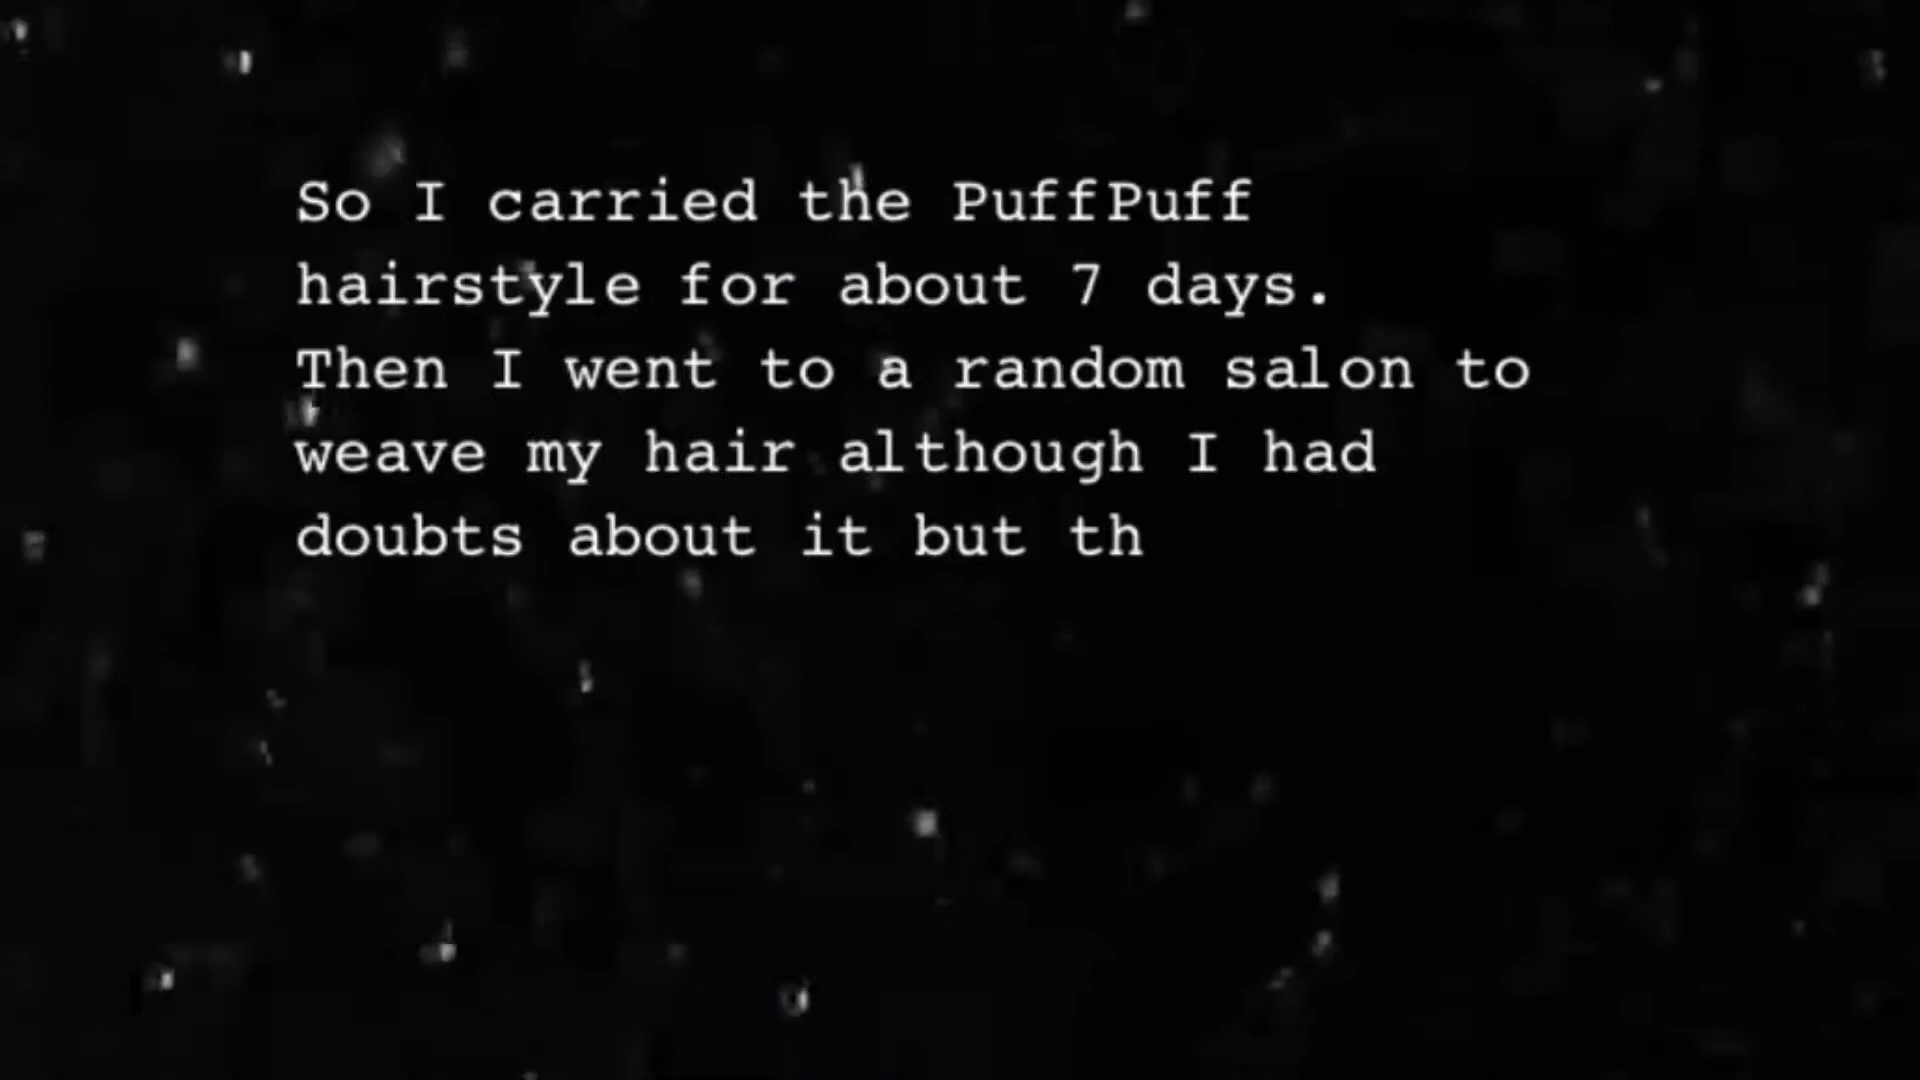 So I carried the PuffPuff
hairstyle for about 7 days.
Then I went to a random salon to
weave my hair although I had
doubts about it but th